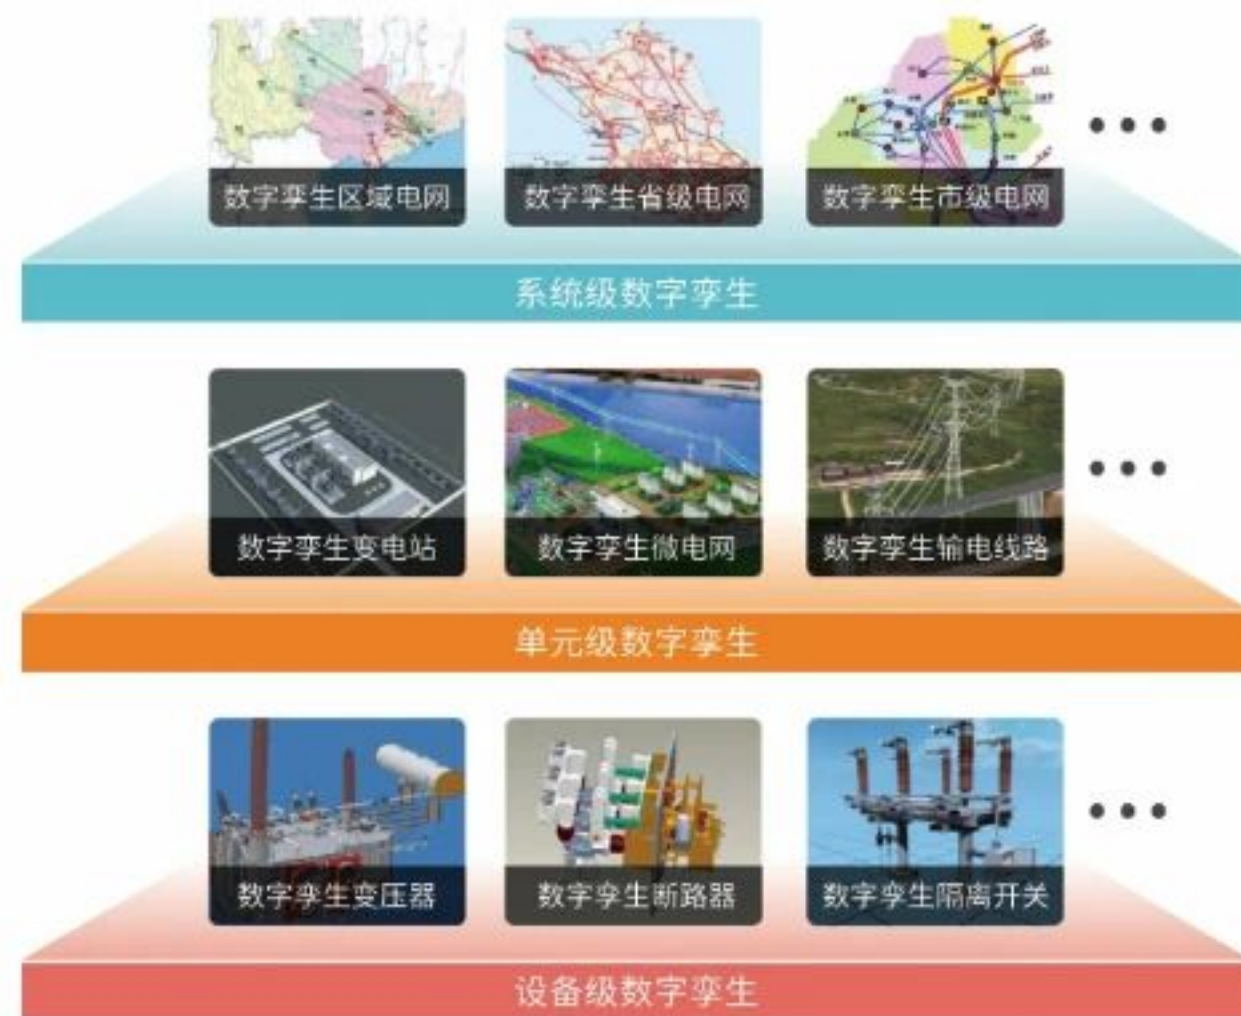 数字孪生区域电网
数字孪生省级电网
数字孪生市级电网
系统级数字孪生
数字孪生变电站
数字孪生微电网
数字孪生输电线路
单元级数字孪生
数字孪生变压器
数字孪生断路器
数字孪生隔离开关
设备级数字孪生